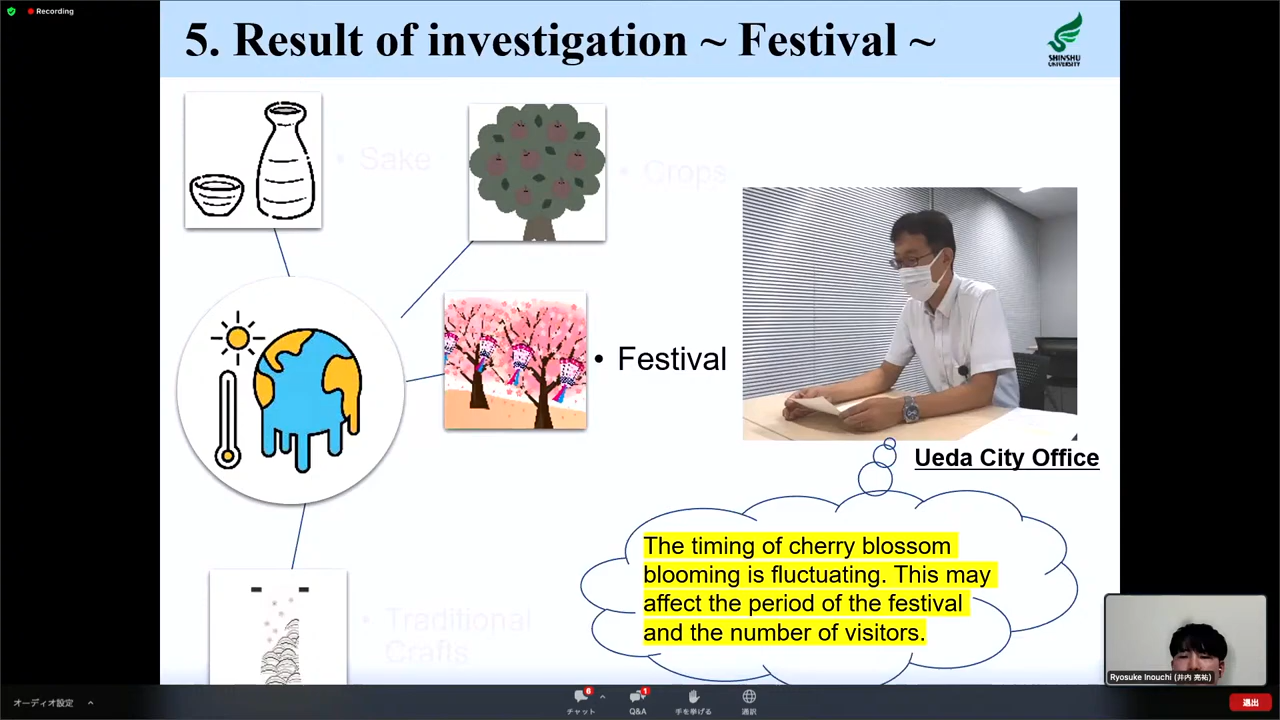 Recording
5. Result of investigation ~ Festival ~
SHINSHU
UNIVERSITY
• Sake
• Crops
• Festival
Ueda City Office
The timing of cherry blossom
blooming is fluctuating. This may
affect the period of the festival
and the number of visitors.
• Traditional
Crafts
Ryosuke Inouchi (井内 亮祐)
オーディオ設定
6
チャット
1
Q&A
手を挙げる
通訳
退出